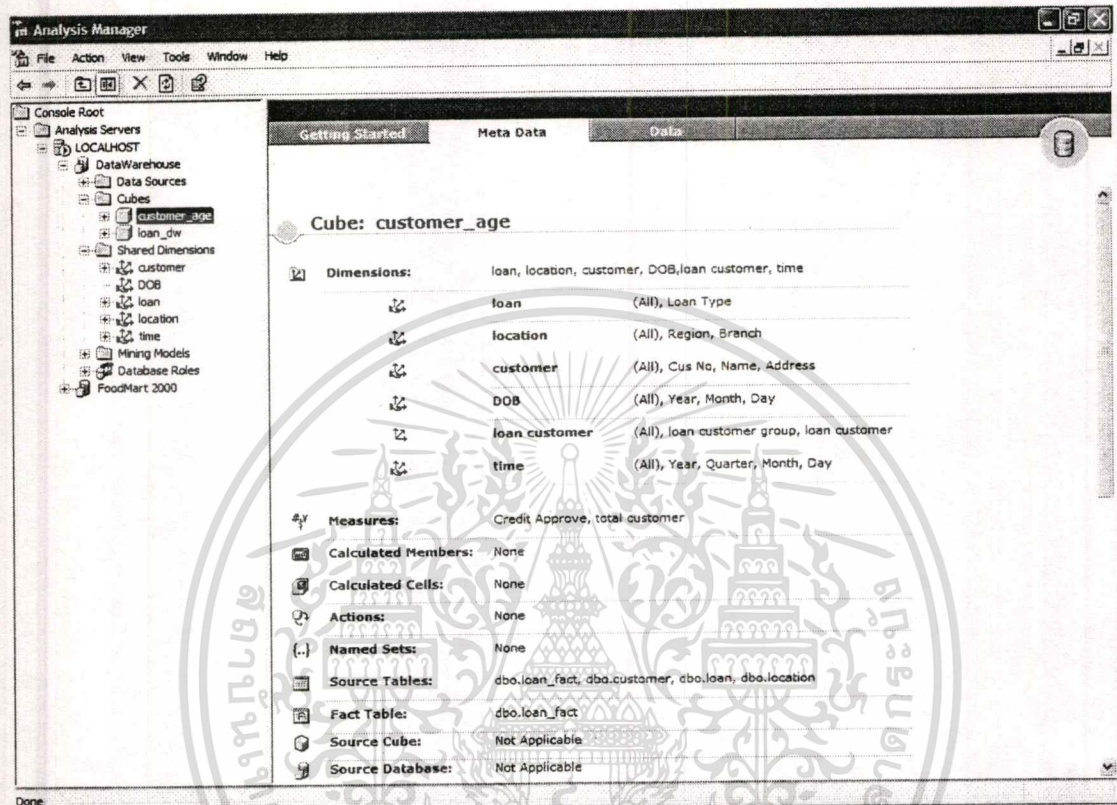 Analysis Manager
File Action View Tools Window Help
Console Root
Analysis Servers
LOCALHOST
DataWarehouse
Data Sources
Cubes
customer_age
loan_dw
Shared Dimensions
customer
DOB
loan
location
time
Mining Models
Database Roles
FoodMart 2000
Getting Started Meta Data Data
Cube: customer_age
Dimensions: loan, location, customer, DOB,loan customer, time
loan (All), Loan Type
location (All), Region, Branch
customer (All), Cus No, Name, Address
DOB (All), Year, Month, Day
loan customer (All), loan customer group, loan customer
time (All), Year, Quarter, Month, Day
Measures: Credit Approve, total customer
Calculated Members: None
Calculated Cells: None
Actions: None
Named Sets: None
Source Tables: dbo.loan_fact, dbo.customer, dbo.loan, dbo.location
Fact Table: dbo.loan_fact
Source Cube: Not Applicable
Source Database: Not Applicable
Done